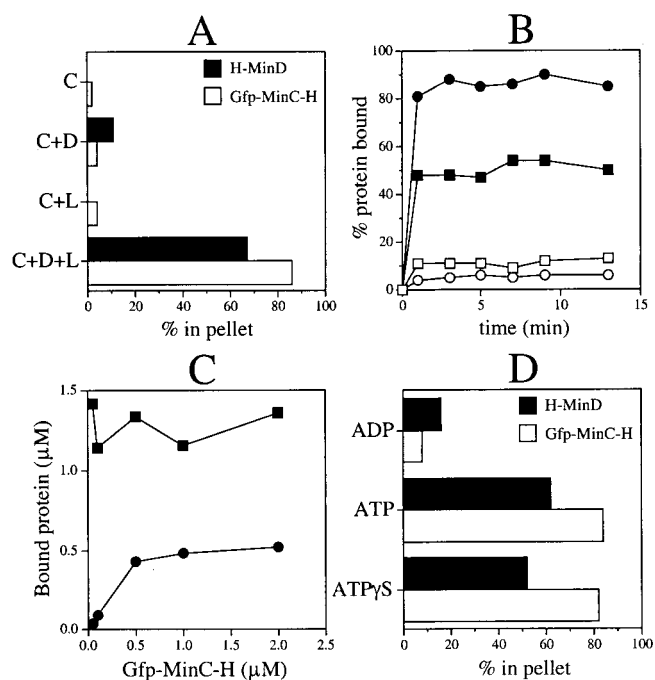 A
H-MinD
Gfp-MinC-H
C
C+D
C+L
C+D+L
0 20 40 60 80 100
% in pellet
B
% protein bound
100
80
60
40
20
0
0 5 10 15
time (min)
C
Bound protein (μM)
1.5
1.0
0.5
0.0
0.0 0.5 1.0 1.5 2.0 2.5
Gfp-MinC-H (μM)
D
H-MinD
Gfp-MinC-H
ADP
ATP
ATPγS
0 20 40 60 80 100
% in pellet